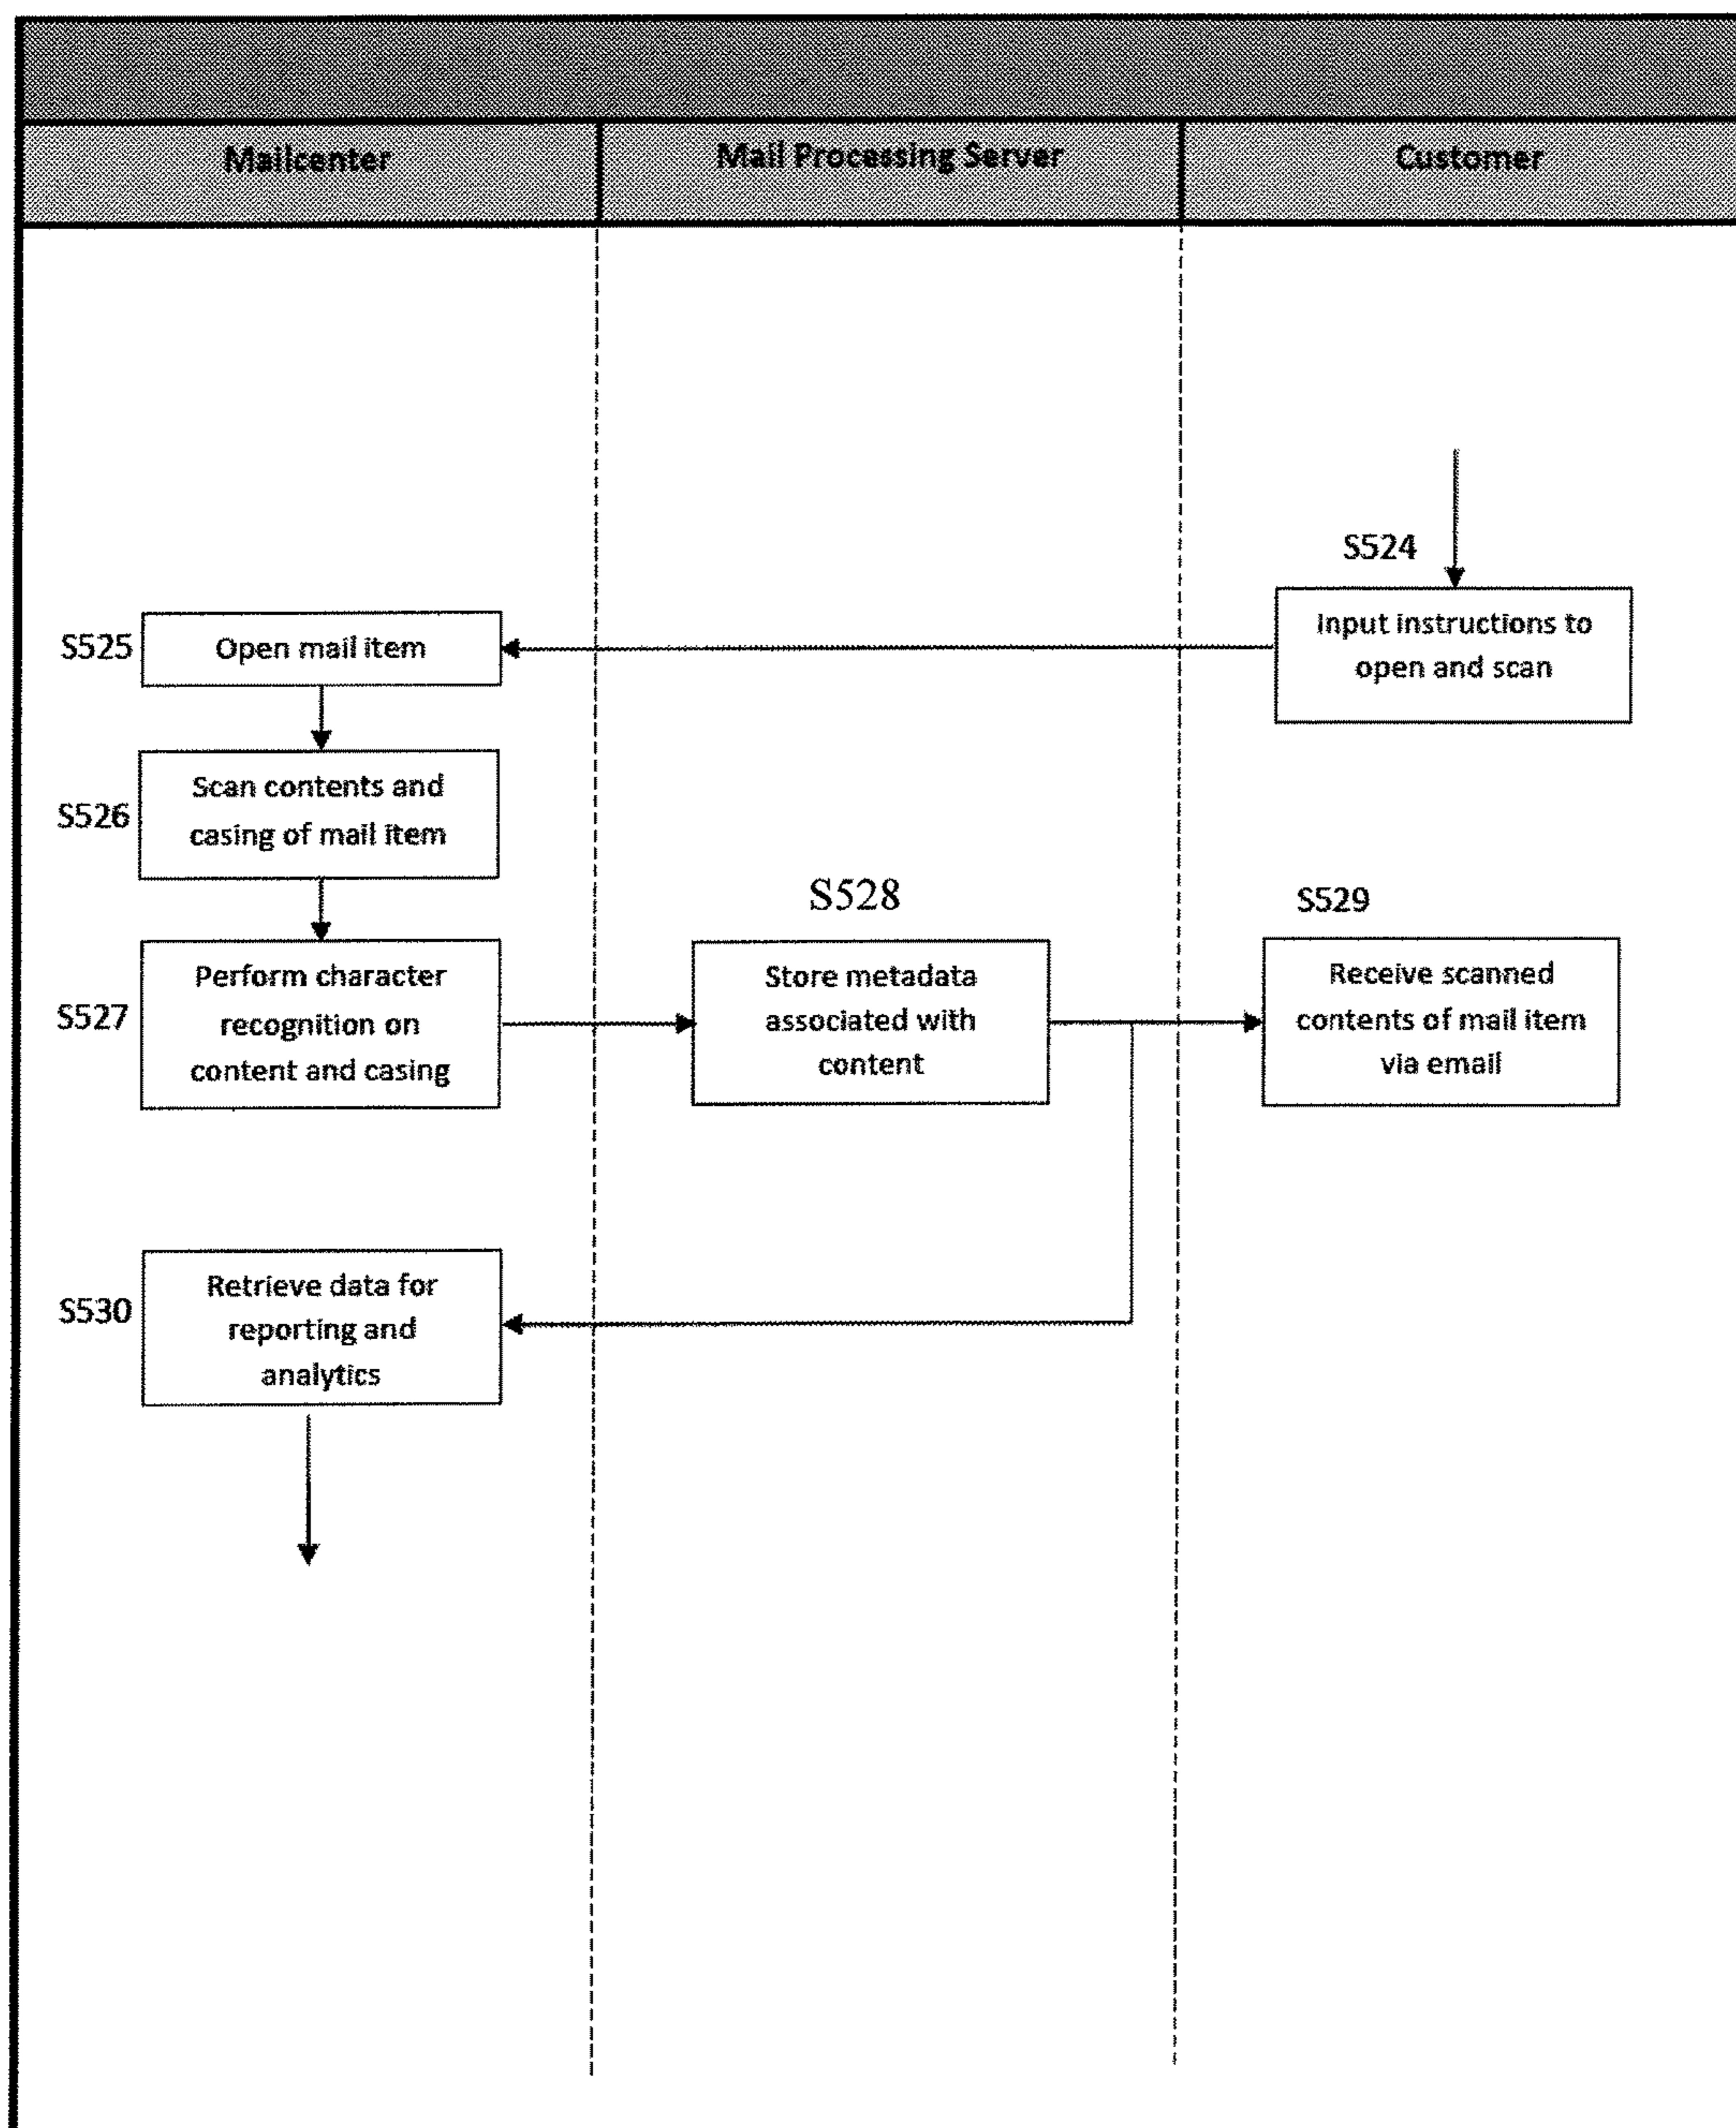 Mailcenter
Mail Processing Server
Customer
S524
Input instructions to
open and scan
S525
Open mail item
S526
Scan contents and
casing of mail item
S527
Perform character
recognition on
content and casing
S528
Store metadata
associated with
content
S529
Receive scanned
contents of mail item
via email
S530
Retrieve data for
reporting and
analytics